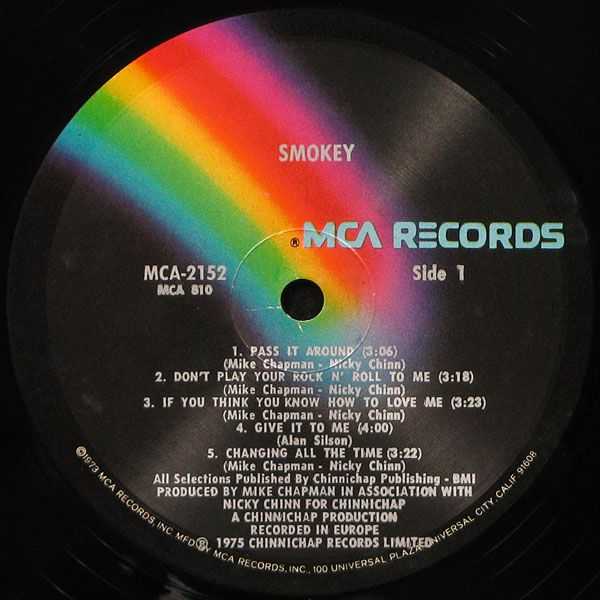 SMOKEY
® MCA RECORDS
MCA-2152
MCA 810
Side 1
1. PASS IT AROUND (3:06)
(Mike Chapman - Nicky Chinn)
2. DON'T PLAY YOUR ROCK N' ROLL TO ME (3:18)
(Mike Chapman - Nicky Chinn)
3. IF YOU THINK YOU KNOW HOW TO LOVE ME (3:23)
(Mike Chapman - Nicky Chinn)
4. GIVE IT TO ME (4:00)
(Alan Silson)
5. CHANGING ALL THE TIME (3:22)
(Mike Chapman - Nicky Chinn)
All Selections Published By Chinnichap Publishing - BMI
PRODUCED BY MIKE CHAPMAN IN ASSOCIATION WITH
NICKY CHINN FOR CHINNICHAP
A CHINNICHAP PRODUCTION
RECORDED IN EUROPE
℗ 1975 CHINNICHAP RECORDS LIMITED
©1973 MCA RECORDS, INC MFD BY MCA RECORDS, INC., 100 UNIVERSAL PLAZA, UNIVERSAL CITY, CALIF. 91608